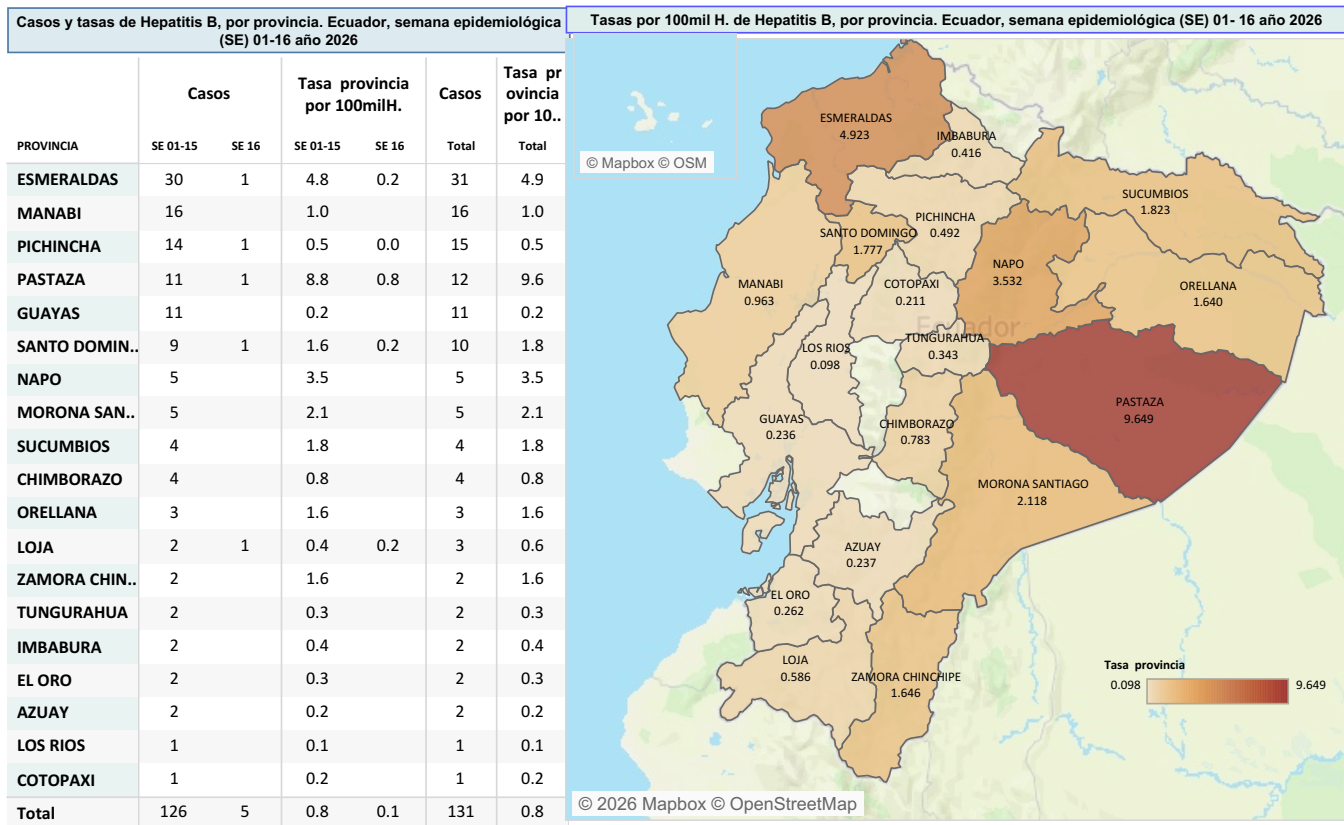 Casos y tasas de Hepatitis B, por provincia. Ecuador, semana epidemiológica
(SE) 01-16 año 2026
Casos
Tasa provincia
por 100milH.
Casos
Tasa pr
ovincia
por 10..
PROVINCIA SE 01-15 SE 16 SE 01-15 SE 16 Total Total
ESMERALDAS 30 1 4.8 0.2 31 4.9
MANABI 16 1.0 16 1.0
PICHINCHA 14 1 0.5 0.0 15 0.5
PASTAZA 11 1 8.8 0.8 12 9.6
GUAYAS 11 0.2 11 0.2
SANTO DOMIN.. 9 1 1.6 0.2 10 1.8
NAPO 5 3.5 5 3.5
MORONA SAN.. 5 2.1 5 2.1
SUCUMBIOS 4 1.8 4 1.8
CHIMBORAZO 4 0.8 4 0.8
ORELLANA 3 1.6 3 1.6
LOJA 2 1 0.4 0.2 3 0.6
ZAMORA CHIN.. 2 1.6 2 1.6
TUNGURAHUA 2 0.3 2 0.3
IMBABURA 2 0.4 2 0.4
EL ORO 2 0.3 2 0.3
AZUAY 2 0.2 2 0.2
LOS RIOS 1 0.1 1 0.1
COTOPAXI 1 0.2 1 0.2
Total 126 5 0.8 0.1 131 0.8
Tasas por 100mil H. de Hepatitis B, por provincia. Ecuador, semana epidemiológica (SE) 01- 16 año 2026
© Mapbox © OSM
ESMERALDAS
4.923
IMBABURA
0.416
SUCUMBIOS
1.823
PICHINCHA
0.492
SANTO DOMINGO
1.777
NAPO
3.532
MANABI
0.963
COTOPAXI
0.211
ORELLANA
1.640
Ecuador
TUNGURAHUA
0.343
LOS RIOS
0.098
PASTAZA
9.649
GUAYAS
0.236
CHIMBORAZO
0.783
MORONA SANTIAGO
2.118
AZUAY
0.237
EL ORO
0.262
LOJA
0.586
ZAMORA CHINCHIPE
1.646
Tasa provincia
0.098 9.649
© 2026 Mapbox © OpenStreetMap